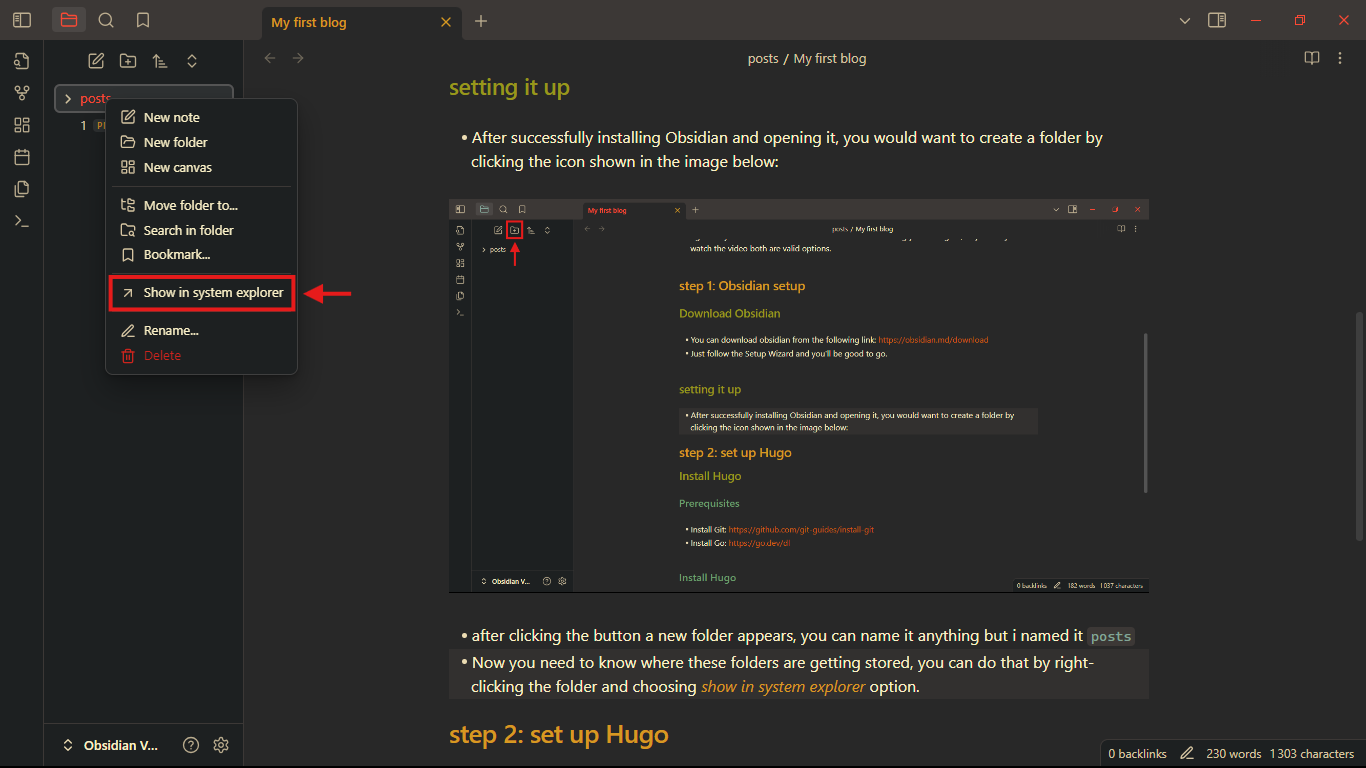 My first blog
posts / My first blog
posts
1
New note
New folder
New canvas
Move folder to...
Search in folder
Bookmark...
Show in system explorer
Rename...
Delete
Obsidian V...
setting it up
• After successfully installing Obsidian and opening it, you would want to create a folder by
clicking the icon shown in the image below:
My first blog
posts / My first blog
posts
watch the video both are valid options.
step 1: Obsidian setup
Download Obsidian
• You can download obsidian from the following link: https://obsidian.md/download
• Just follow the Setup Wizard and you'll be good to go.
setting it up
• After successfully installing Obsidian and opening it, you would want to create a folder by
clicking the icon shown in the image below:
step 2: set up Hugo
Install Hugo
Prerequisites
• Install Git: https://github.com/git-guides/install-git
• Install Go: https://go.dev/dl
Install Hugo
Obsidian V...
0 backlinks 182 words 1037 characters
• after clicking the button a new folder appears, you can name it anything but i named it posts
• Now you need to know where these folders are getting stored, you can do that by right-
clicking the folder and choosing show in system explorer option.
step 2: set up Hugo
0 backlinks 230 words 1303 characters